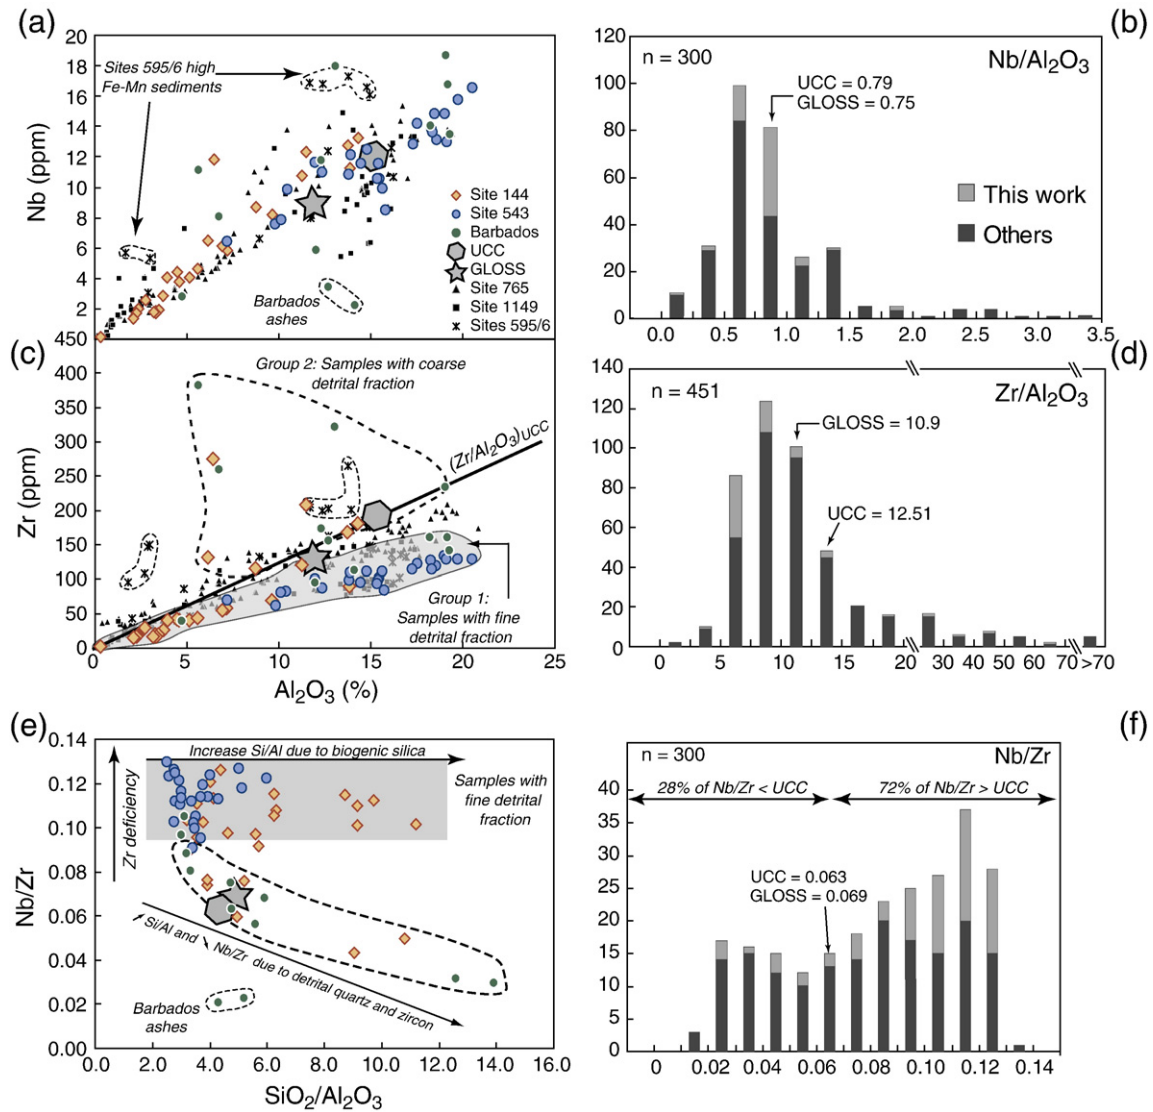 (a)
20
18
16
14
12
10
8
6
4
2
Nb (ppm)
Sites 595/6 high
Fe-Mn sediments
Barbados
ashes
Site 144
Site 543
Barbados
UCC
GLOSS
Site 765
Site 1149
Sites 595/6
(b)
120
100
80
60
40
20
0
n = 300
Nb/Al2O3
UCC = 0.79
GLOSS = 0.75
This work
Others
0.0
0.5
1.0
1.5
2.0
2.5
3.0
3.5
(c)
450
400
350
300
250
200
150
100
50
0
Zr (ppm)
Group 2: Samples with coarse
detrital fraction
(Zr/Al2O3)UCC
Group 1:
Samples with fine
detrital fraction
0
5
10
15
20
25
Al2O3 (%)
(d)
140
120
100
80
60
40
20
0
n = 451
Zr/Al2O3
GLOSS = 10.9
UCC = 12.51
0
5
10
15
20
30
40
50
60
70
>70
(e)
0.14
0.12
0.10
0.08
0.06
0.04
0.02
0.00
Nb/Zr
Zr deficiency
Increase Si/Al due to biogenic silica
Samples with
fine detrital
fraction
Si/Al and Nb/Zr due to detrital quartz and zircon
Barbados
ashes
0.0
2.0
4.0
6.0
8.0
10.0
12.0
14.0
16.0
SiO2/Al2O3
(f)
40
35
30
25
20
15
10
5
0
n = 300
Nb/Zr
28% of Nb/Zr < UCC
72% of Nb/Zr > UCC
UCC = 0.063
GLOSS = 0.069
0
0.02
0.04
0.06
0.08
0.10
0.12
0.14